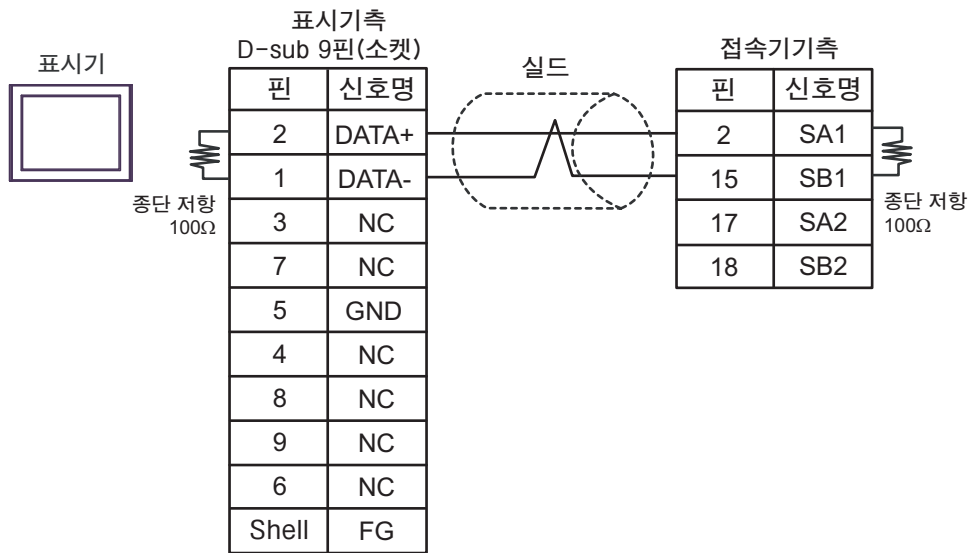 표시기
표시기측
D-sub 9핀(소켓)
핀 신호명
2 DATA+
1 DATA-
3 NC
7 NC
5 GND
4 NC
8 NC
9 NC
6 NC
Shell FG
종단 저항
100Ω
실드
접속기기측
핀 신호명
2 SA1
15 SB1
17 SA2
18 SB2
종단 저항
100Ω